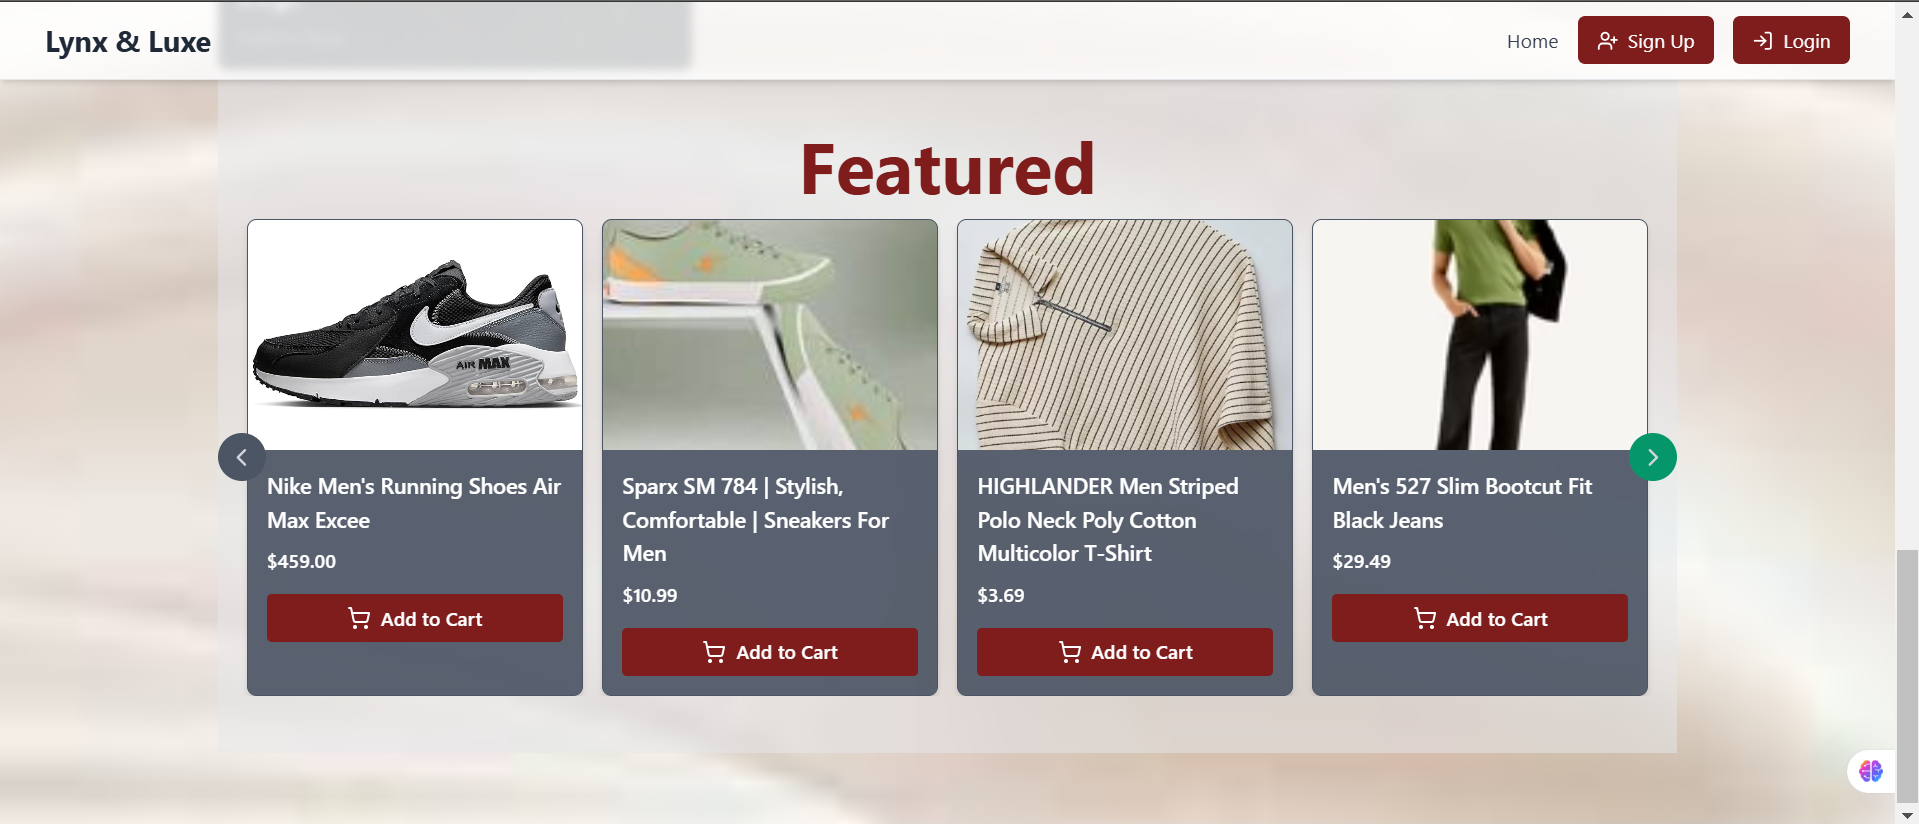 Lynx & Luxe
Home
Sign Up
Login
Featured
AIR MAX
Nike Men's Running Shoes Air
Max Excee
$459.00
Add to Cart
Sparx SM 784 | Stylish,
Comfortable | Sneakers For
Men
$10.99
Add to Cart
HIGHLANDER Men Striped
Polo Neck Poly Cotton
Multicolor T-Shirt
$3.69
Add to Cart
Men's 527 Slim Bootcut Fit
Black Jeans
$29.49
Add to Cart